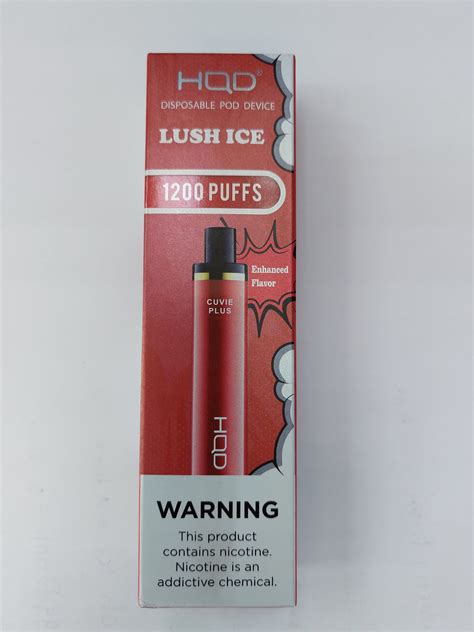 HQD®
DISPOSABLE POD DEVICE
LUSH ICE
1200 PUFFS
Enhanced
Flavor
CUVIE
PLUS
HQD
WARNING
This product
contains nicotine.
Nicotine is an
addictive chemical.